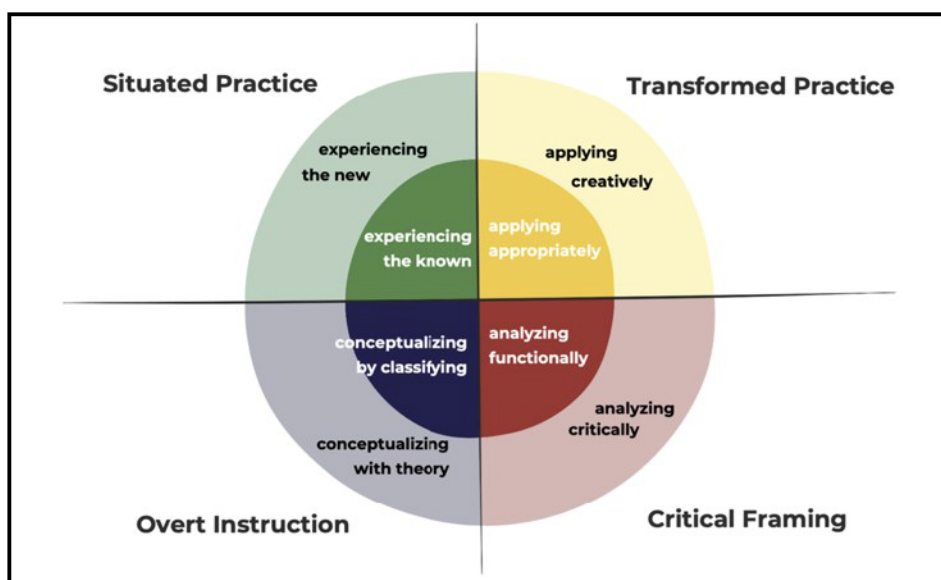 Situated Practice
Transformed Practice
experiencing
the new
applying
creatively
experiencing
the known
applying
appropriately
conceptualizing
by classifying
analyzing
functionally
conceptualizing
with theory
analyzing
critically
Overt Instruction
Critical Framing